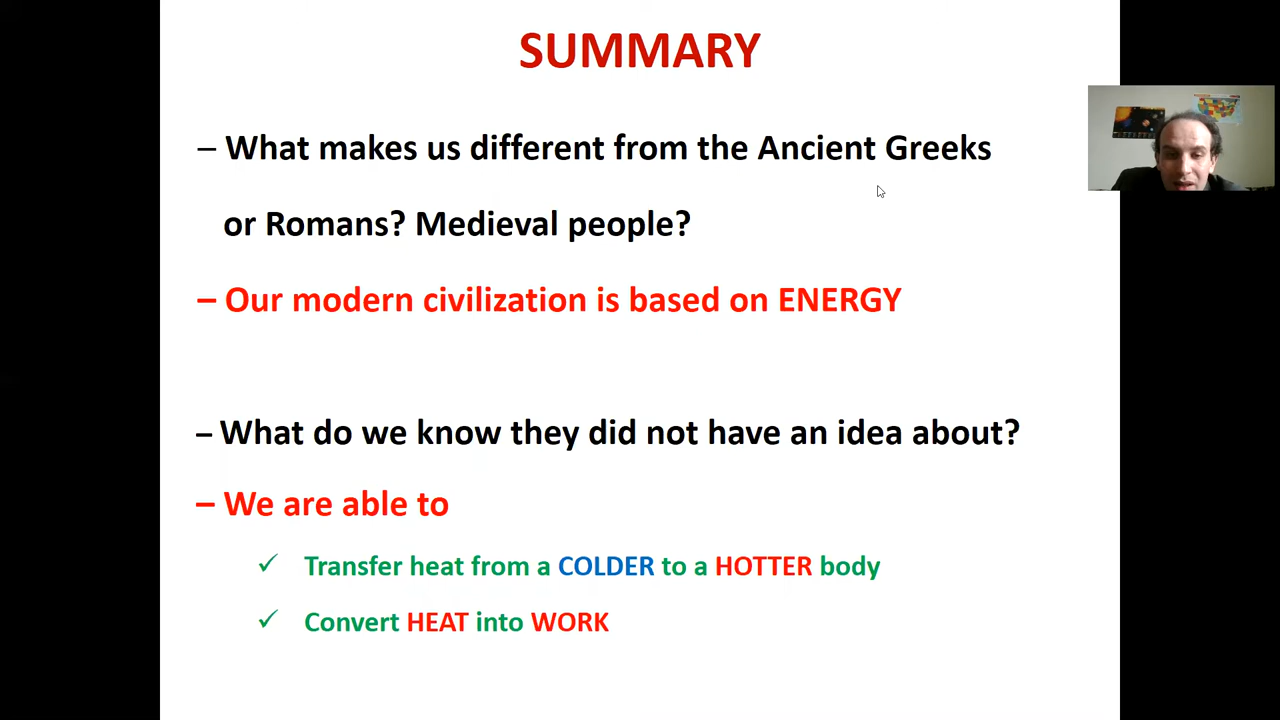 SUMMARY
– What makes us different from the Ancient Greeks
or Romans? Medieval people?
– Our modern civilization is based on ENERGY
– What do we know they did not have an idea about?
– We are able to
✓ Transfer heat from a COLDER to a HOTTER body
✓ Convert HEAT into WORK